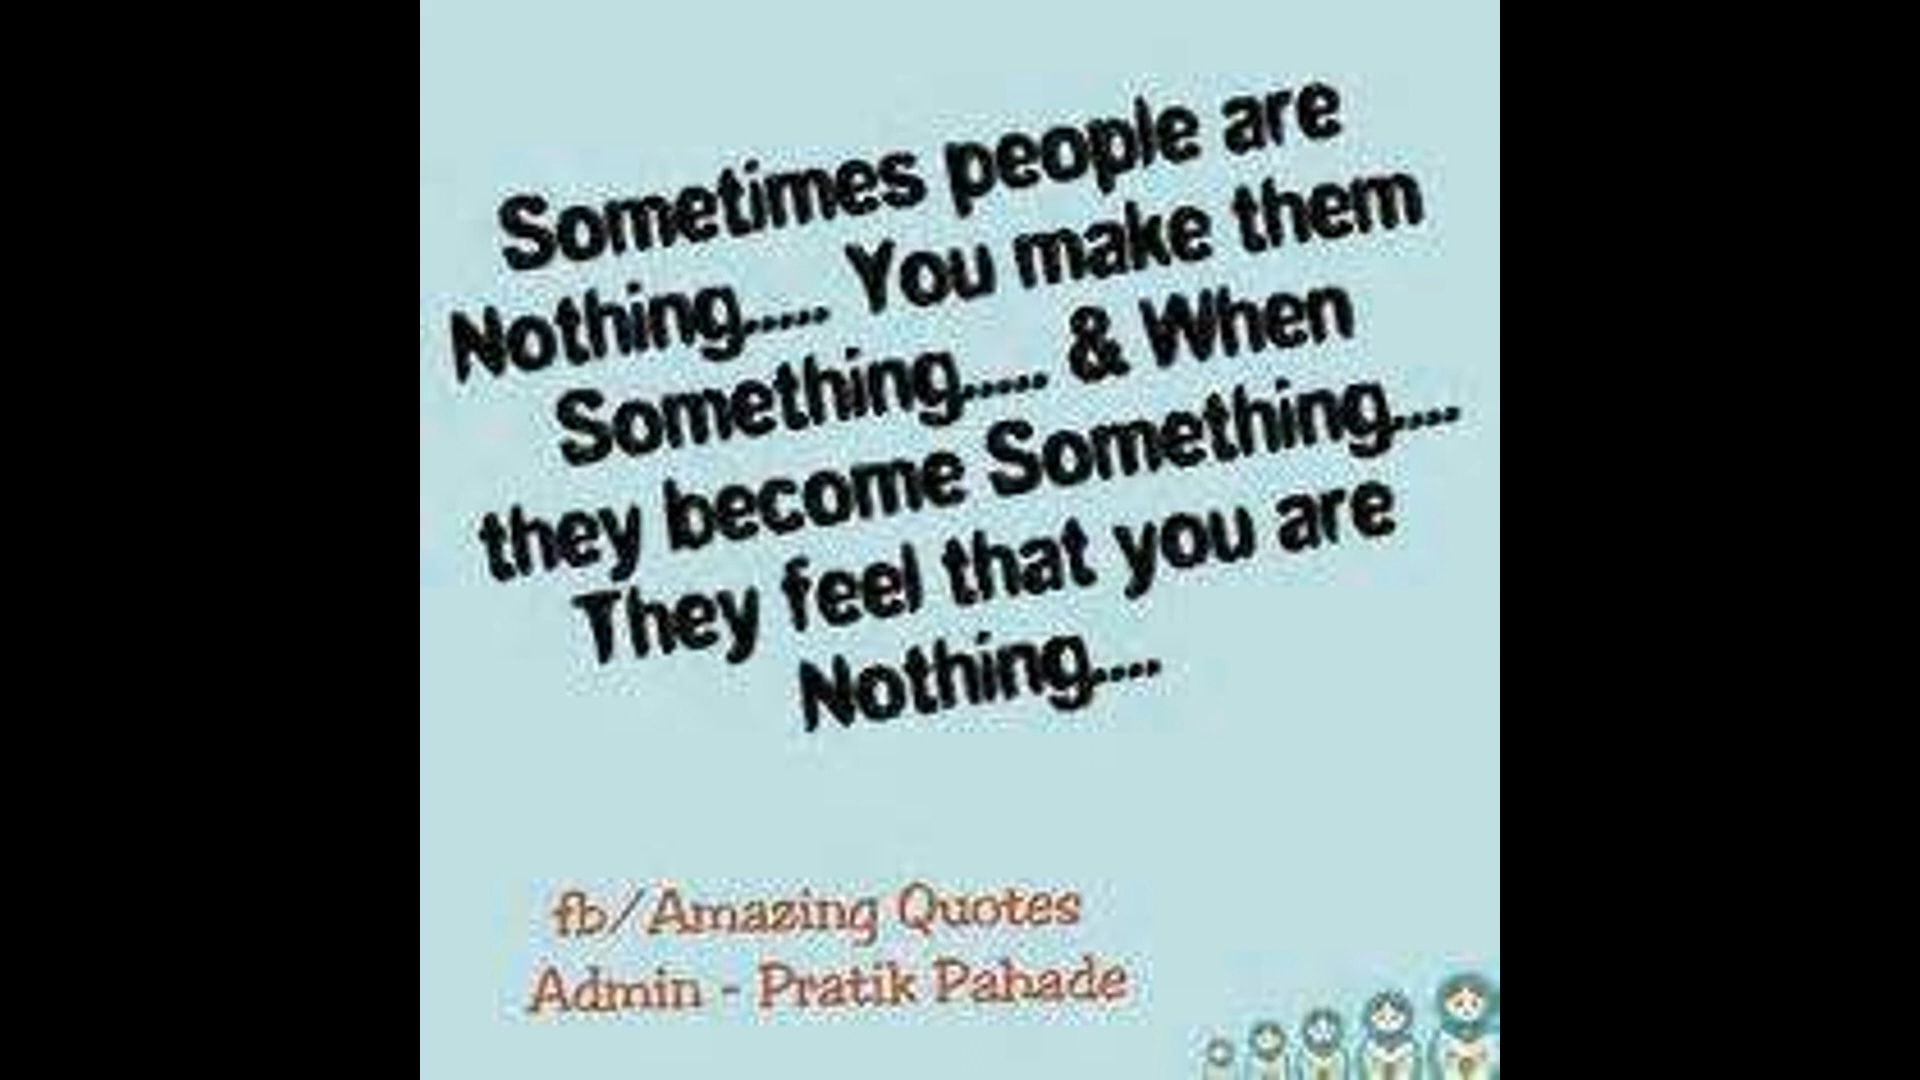 Sometimes people are
Nothing..... You make them
Something..... & When
they become Something....
They feel that you are
Nothing....
fb/Amazing Quotes
Admin - Pratik Pahade